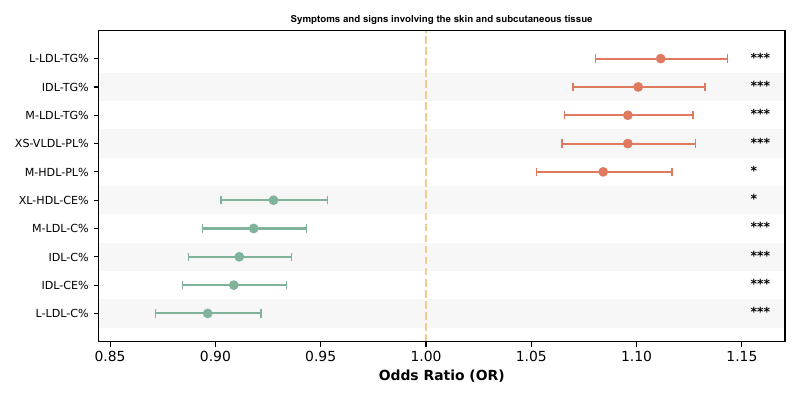 Symptoms and signs involving the skin and subcutaneous tissue
L-LDL-TG% ***
IDL-TG% ***
M-LDL-TG% ***
XS-VLDL-PL% ***
M-HDL-PL% *
XL-HDL-CE% *
M-LDL-C% ***
IDL-C% ***
IDL-CE% ***
L-LDL-C% ***
0.85 0.90 0.95 1.00 1.05 1.10 1.15
Odds Ratio (OR)